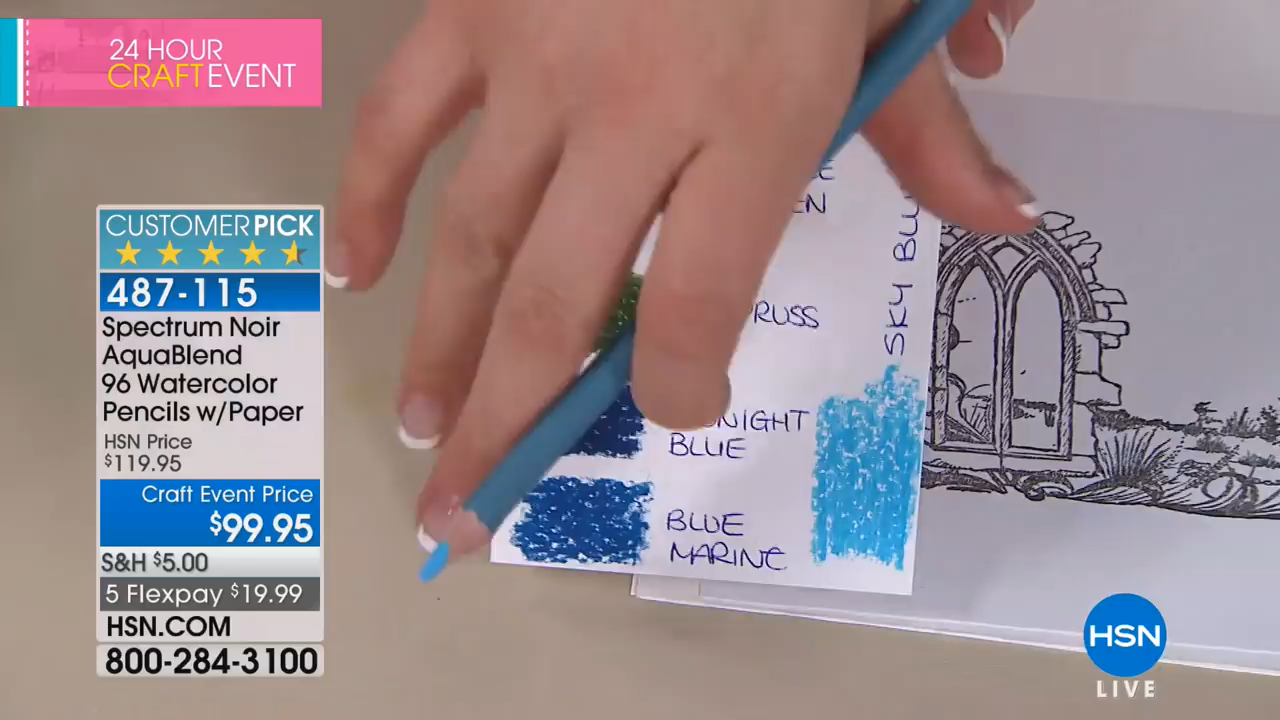 24 HOUR
CRAFT EVENT
CUSTOMER PICK
487-115
Spectrum Noir
AquaBlend
96 Watercolor
Pencils w/Paper
HSN Price
$119.95
Craft Event Price
$99.95
S&H $5.00
5 Flexpay $19.99
HSN.COM
800-284-3100
SKY BLU
BLUE
BLUE
MARINE
HSN
LIVE